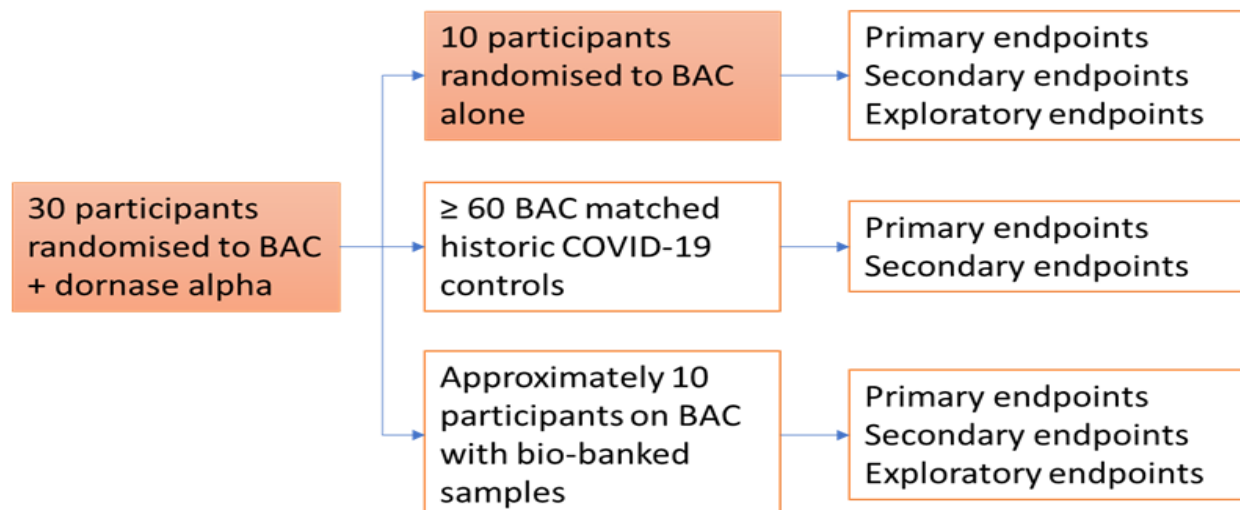 30 participants
randomised to BAC
+ dornase alpha
10 participants
randomised to BAC
alone
Primary endpoints
Secondary endpoints
Exploratory endpoints
≥ 60 BAC matched
historic COVID-19
controls
Primary endpoints
Secondary endpoints
Approximately 10
participants on BAC
with bio-banked
samples
Primary endpoints
Secondary endpoints
Exploratory endpoints